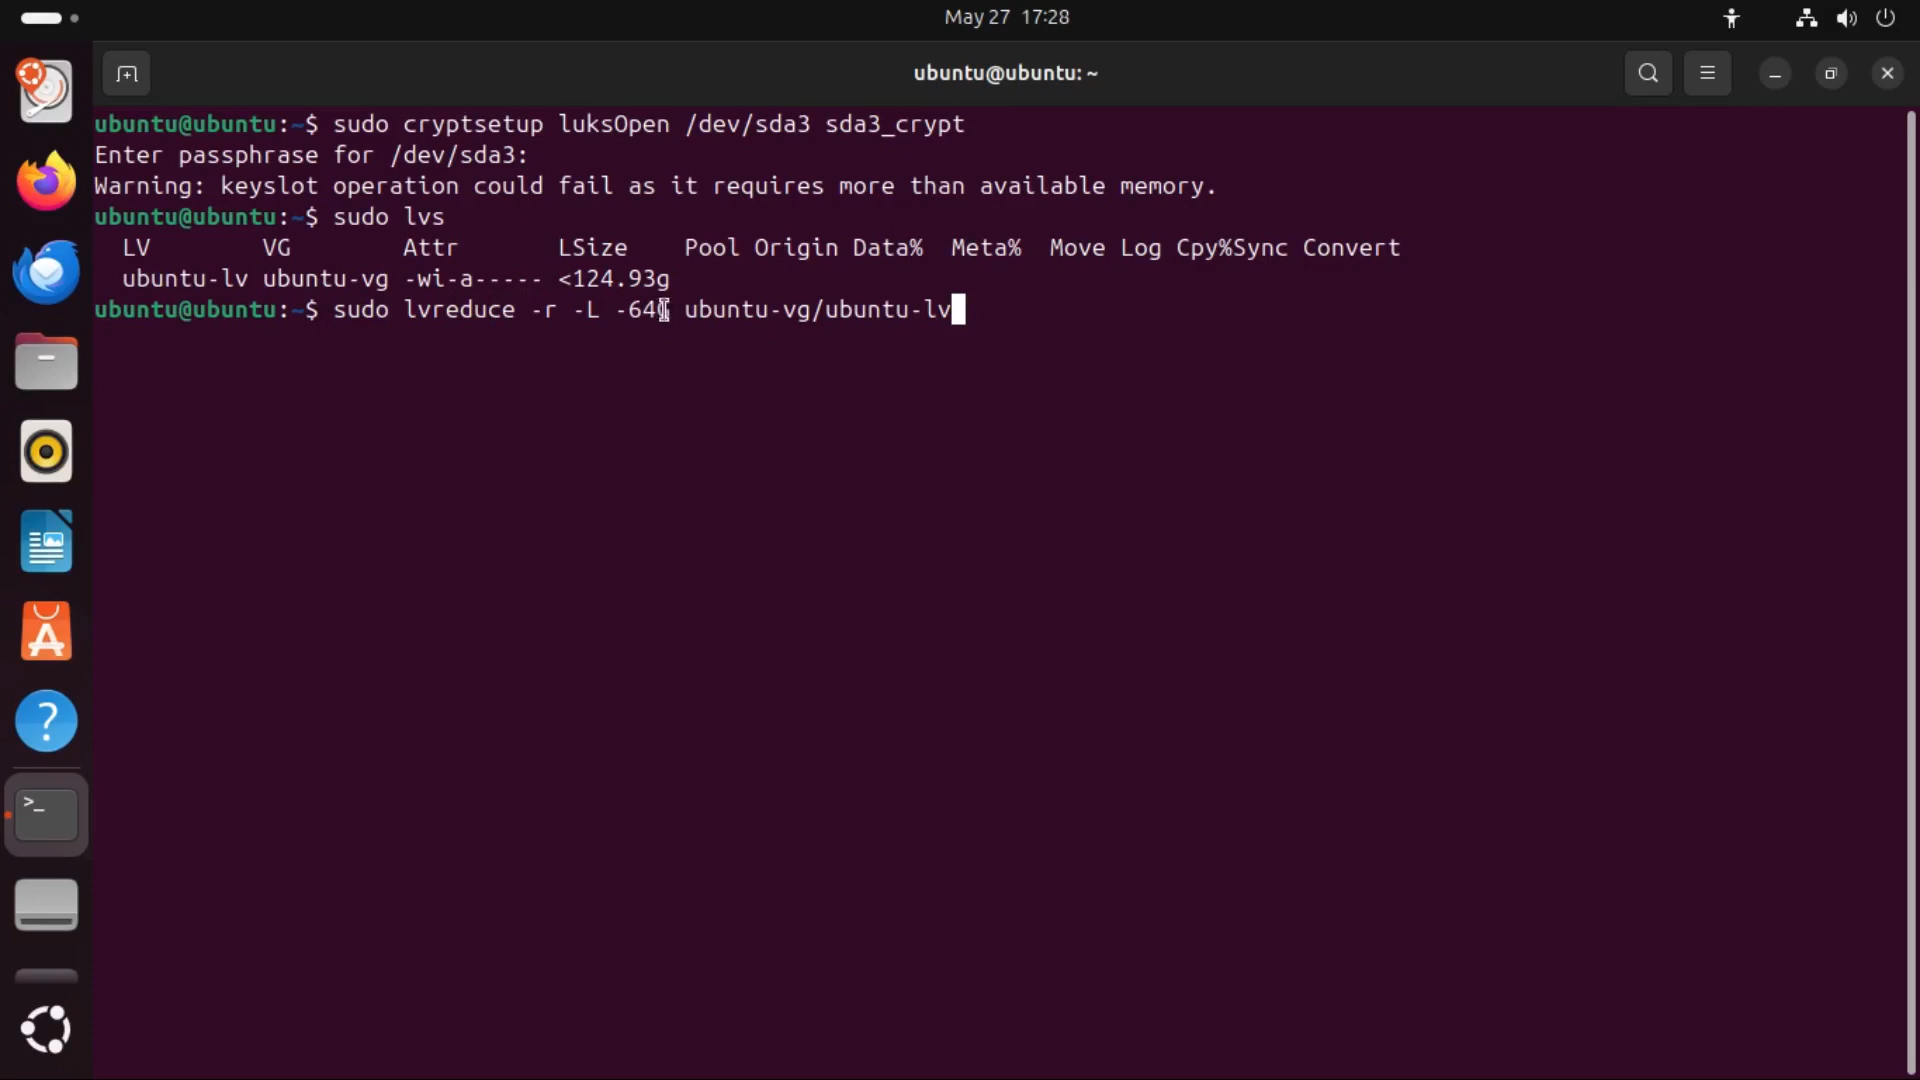 May 27 17:28
ubuntu@ubuntu: ~
ubuntu@ubuntu:~$ sudo cryptsetup luksOpen /dev/sda3 sda3_crypt
Enter passphrase for /dev/sda3:
Warning: keyslot operation could fail as it requires more than available memory.
ubuntu@ubuntu:~$ sudo lvs
LV VG Attr LSize Pool Origin Data% Meta% Move Log Cpy%Sync Convert
ubuntu-lv ubuntu-vg -wi-a----- <124.93g
ubuntu@ubuntu:~$ sudo lvreduce -r -L ubuntu-vg/ubuntu-lv